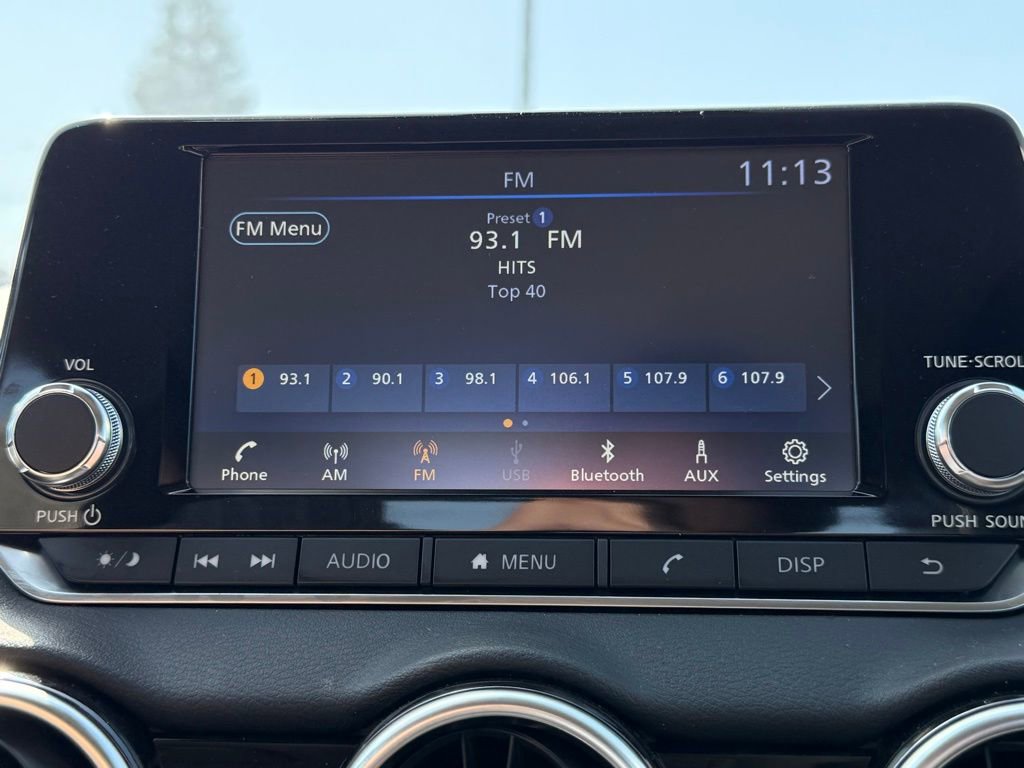 FM 11:13
FM Menu
Preset 1
93.1 FM
HITS
Top 40
1 93.1 2 90.1 3 98.1 4 106.1 5 107.9 6 107.9
Phone AM FM USB Bluetooth AUX Settings
VOL
TUNE·SCROL
PUSH
PUSH SOUN
AUDIO MENU DISP